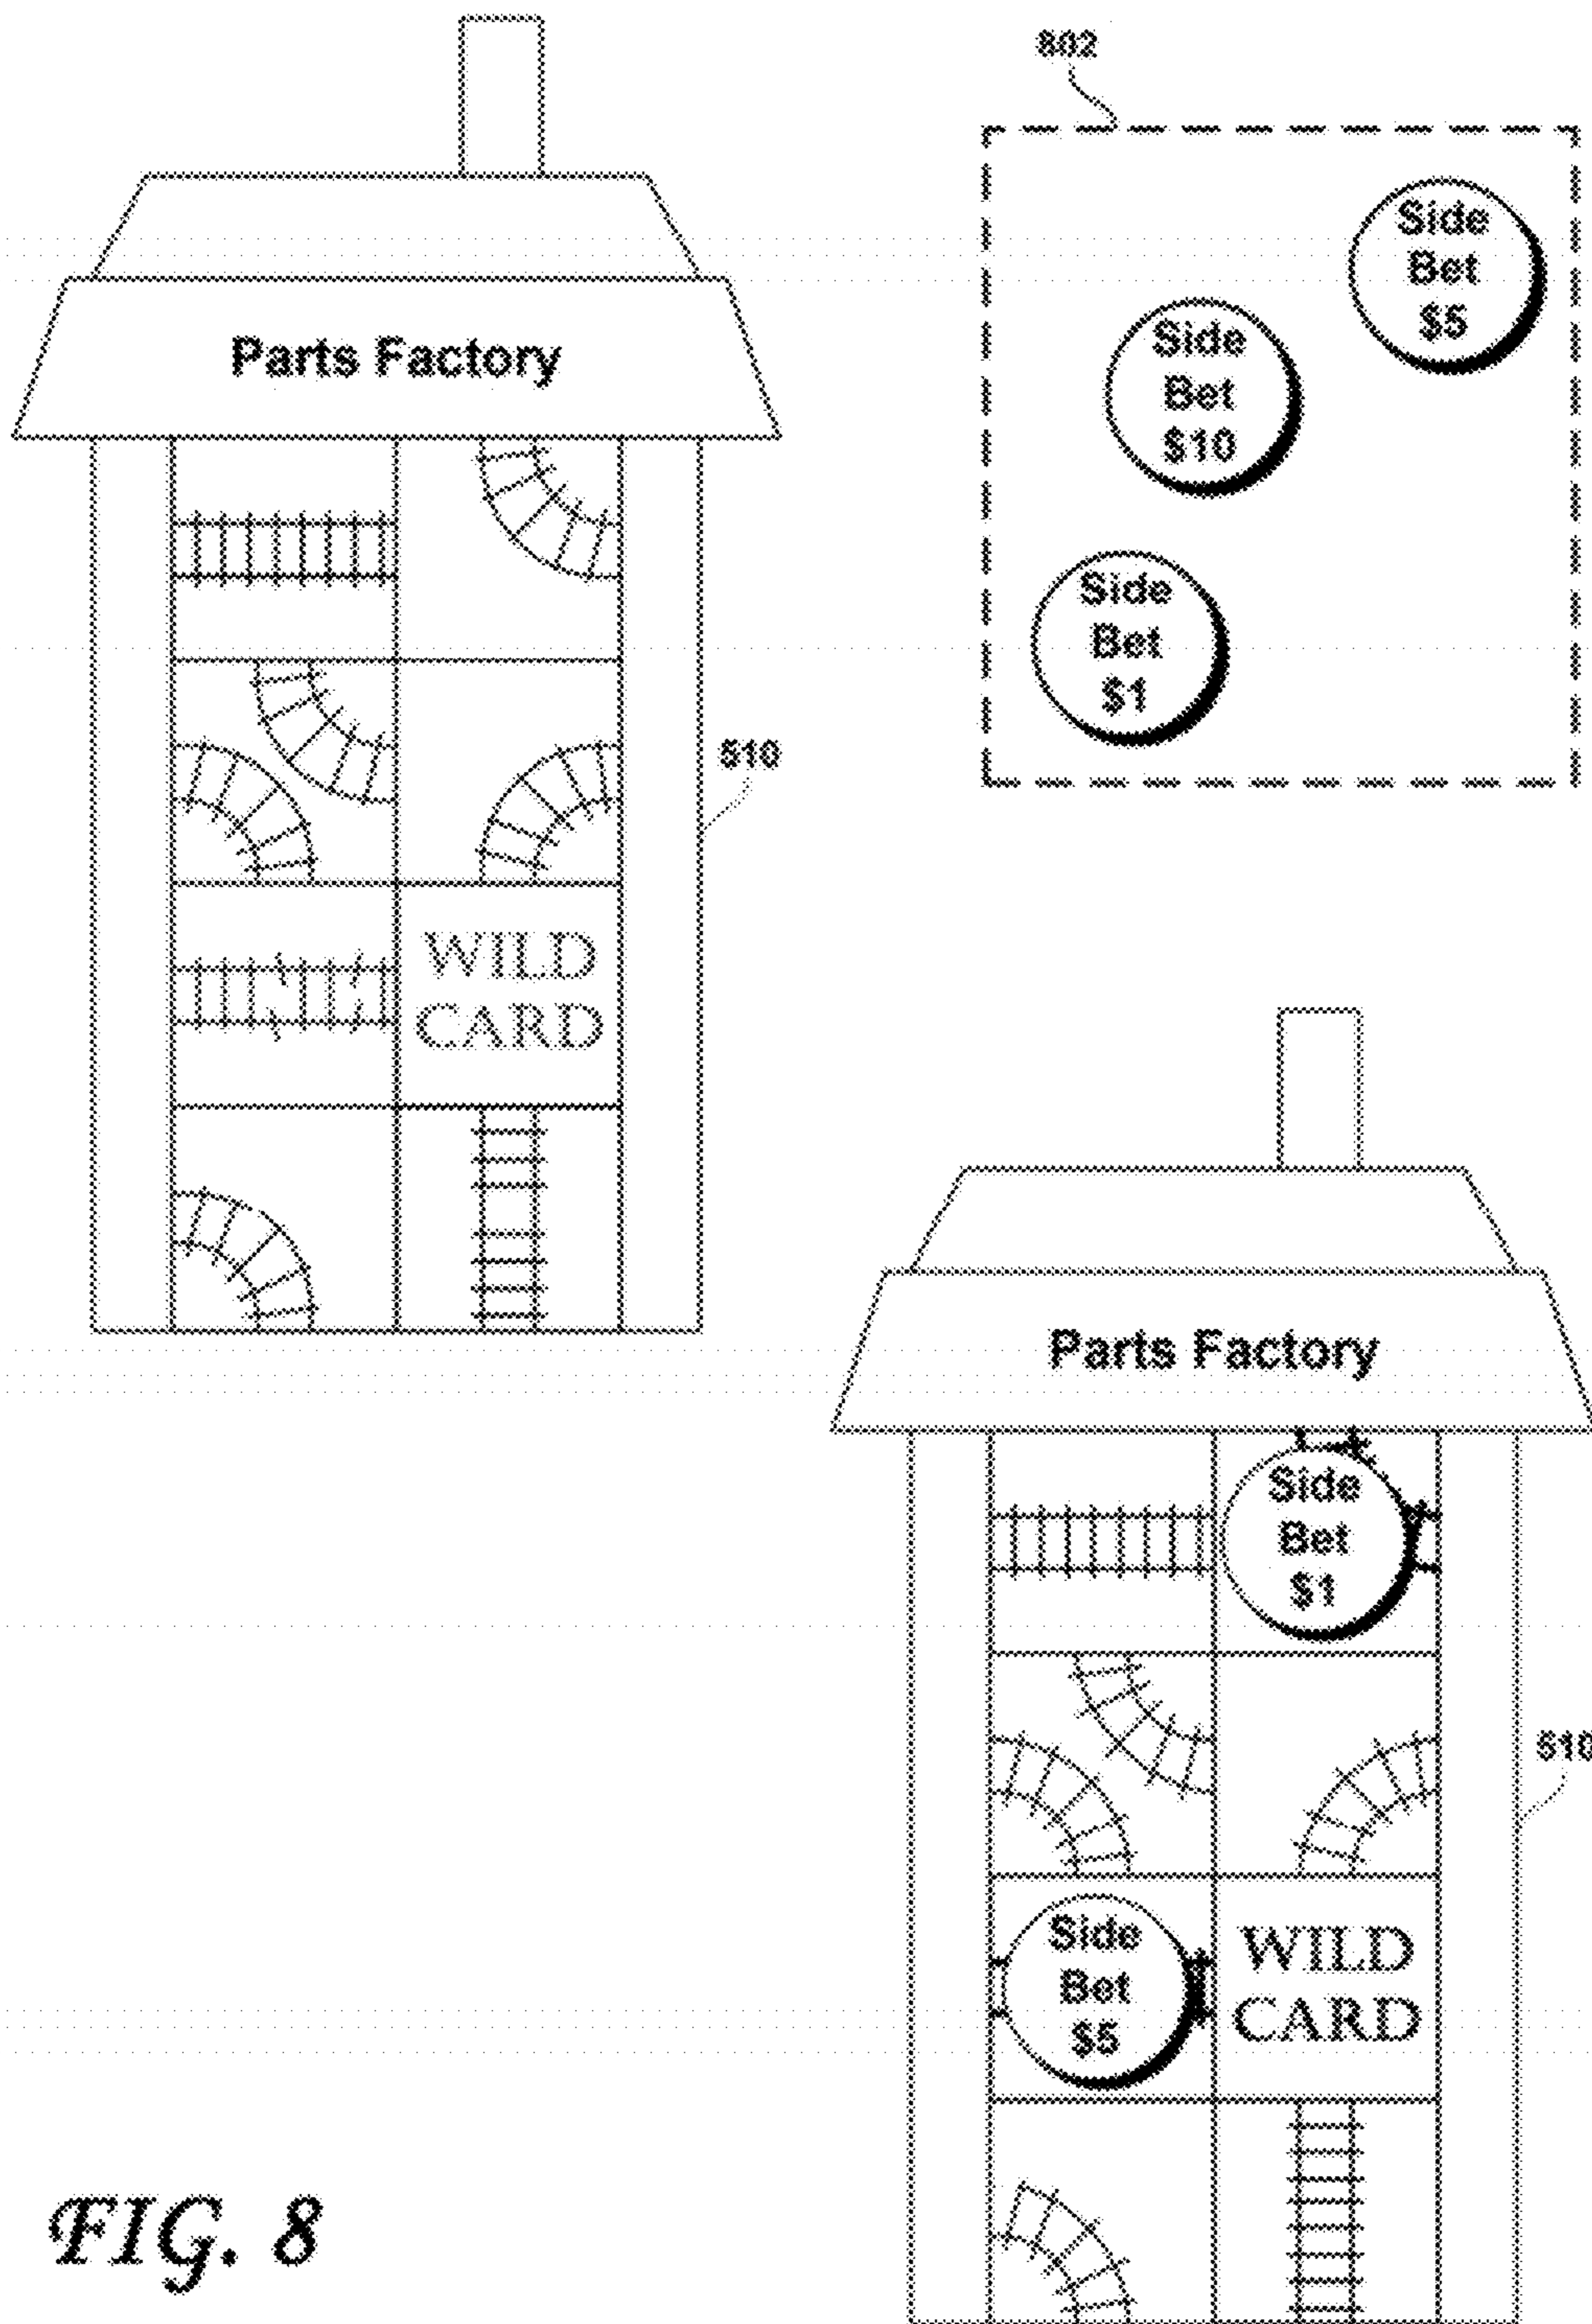 802
Side
Bet
$5
Side
Bet
$10
Parts Factory
Side
Bet
$1
510
WILD
CARD
Parts Factory
Side
Bet
$1
510
Side
Bet
$5
WILD
CARD
FIG. 8